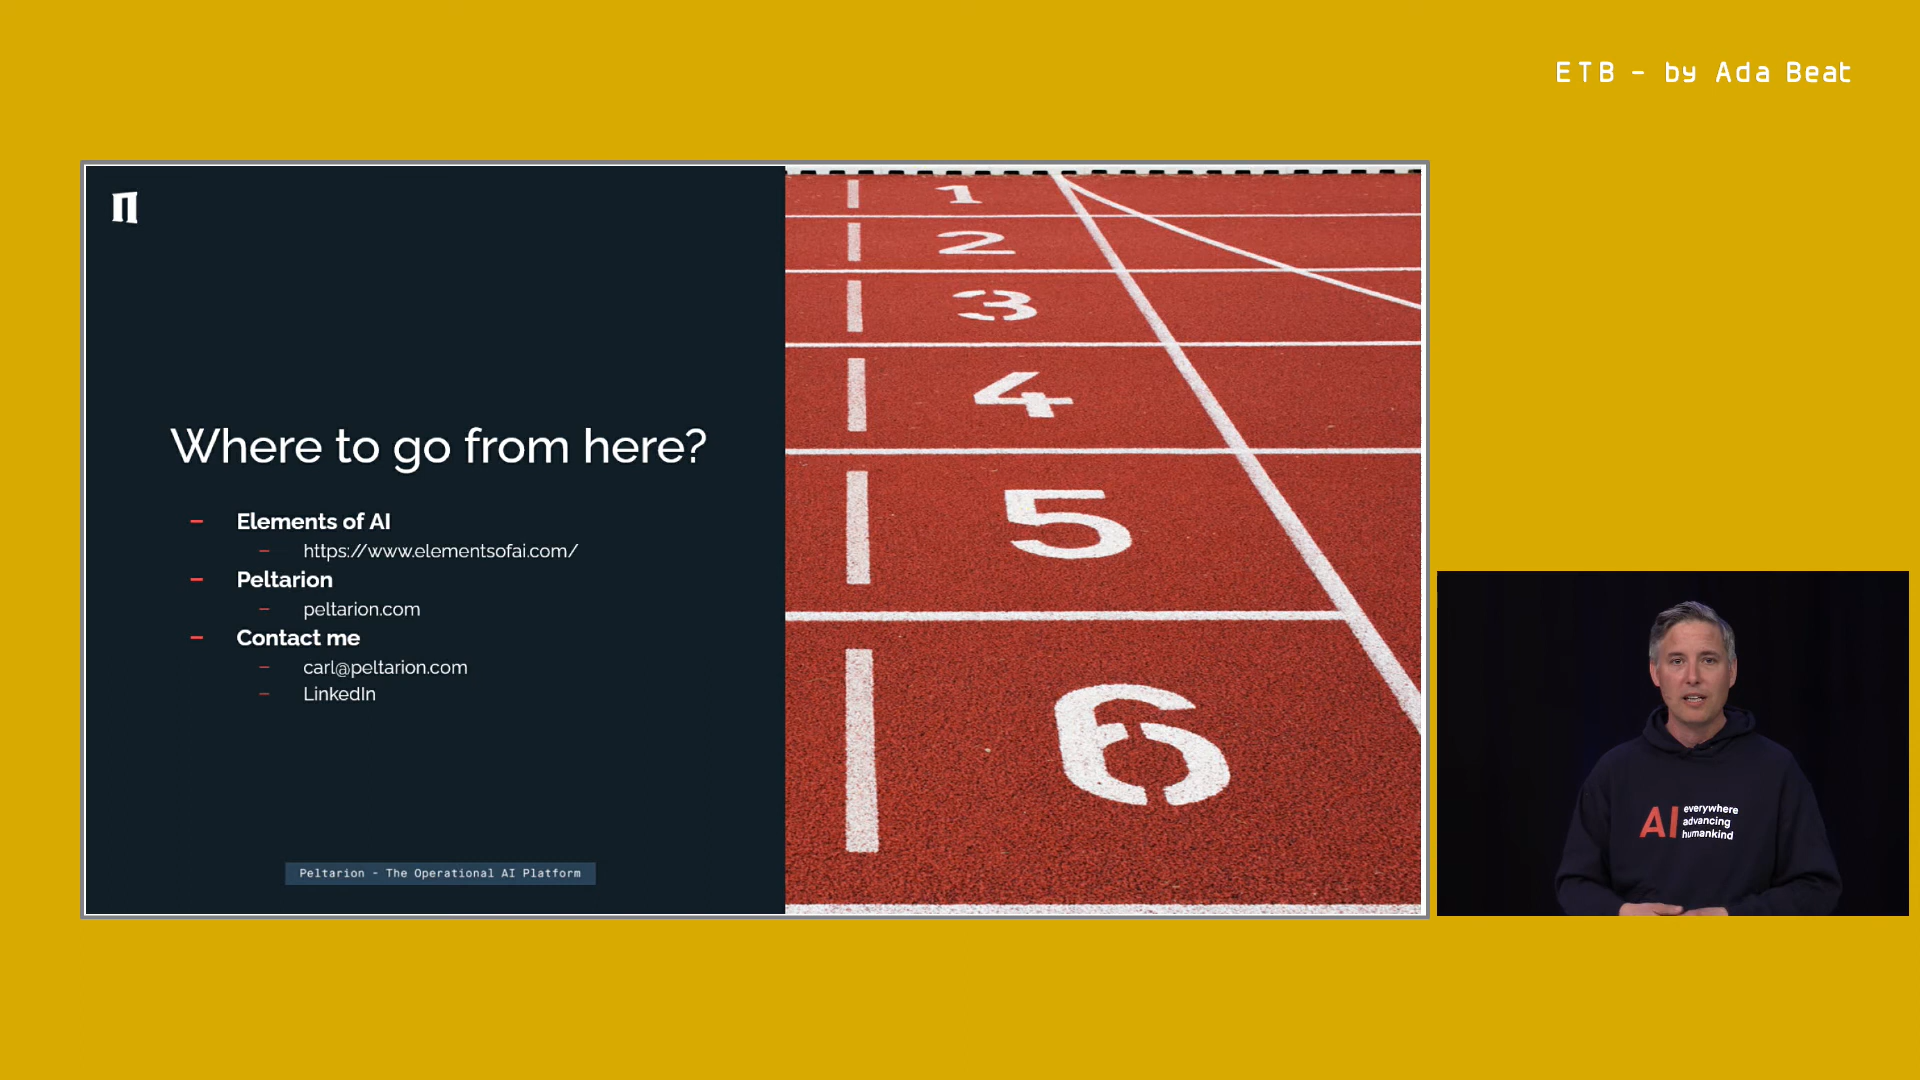 ETB - by Ada Beat
Where to go from here?
- Elements of AI
- https://www.elementsofai.com/
- Peltarion
- peltarion.com
- Contact me
- carl@peltarion.com
- LinkedIn
Peltarion - The Operational AI Platform
1
2
3
4
5
6
AI everywhere
advancing
humankind